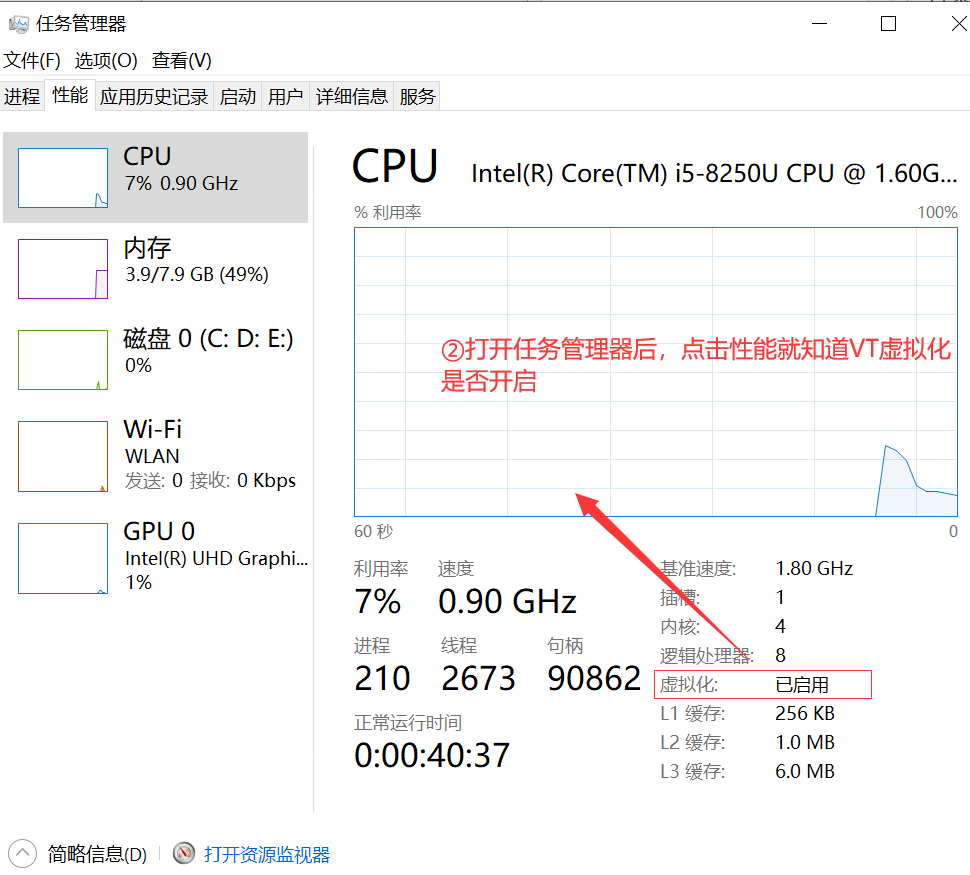 任务管理器
文件(F) 选项(O) 查看(V)
进程 性能 应用历史记录 启动 用户 详细信息 服务
CPU
7% 0.90 GHz
内存
3.9/7.9 GB (49%)
磁盘 0 (C: D: E:)
0%
Wi-Fi
WLAN
发送: 0 接收: 0 Kbps
GPU 0
Intel(R) UHD Graphi...
1%
CPU Intel(R) Core(TM) i5-8250U CPU @ 1.60G...
% 利用率 100%
②打开任务管理器后，点击性能就知道VT虚拟化
是否开启
60 秒 0
利用率 速度
7% 0.90 GHz
进程 线程 句柄
210 2673 90862
正常运行时间
0:00:40:37
基准速度: 1.80 GHz
插槽: 1
内核: 4
逻辑处理器: 8
虚拟化: 已启用
L1 缓存: 256 KB
L2 缓存: 1.0 MB
L3 缓存: 6.0 MB
简略信息(D) 打开资源监视器